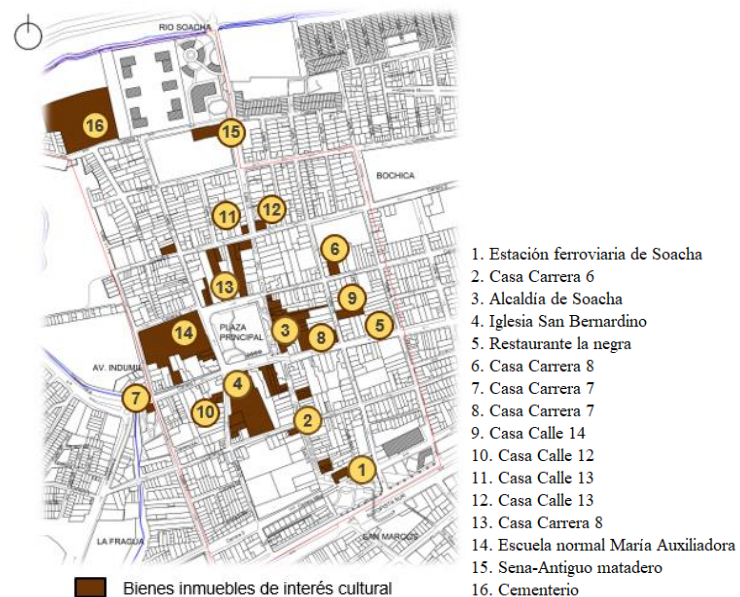 RIO SOACHA
16
15
BOCHICA
12
11
6
13
9
PLAZA
PRINCIPAL
14
3
8
5
AV. INDUMIL
7
4
10
2
1
LA FRAGUA
SAN MARCOS
Bienes inmuebles de interés cultural
1. Estación ferroviaria de Soacha
2. Casa Carrera 6
3. Alcaldía de Soacha
4. Iglesia San Bernardino
5. Restaurante la negra
6. Casa Carrera 8
7. Casa Carrera 7
8. Casa Carrera 7
9. Casa Calle 14
10. Casa Calle 12
11. Casa Calle 13
12. Casa Calle 13
13. Casa Carrera 8
14. Escuela normal María Auxiliadora
15. Sena-Antiguo matadero
16. Cementerio